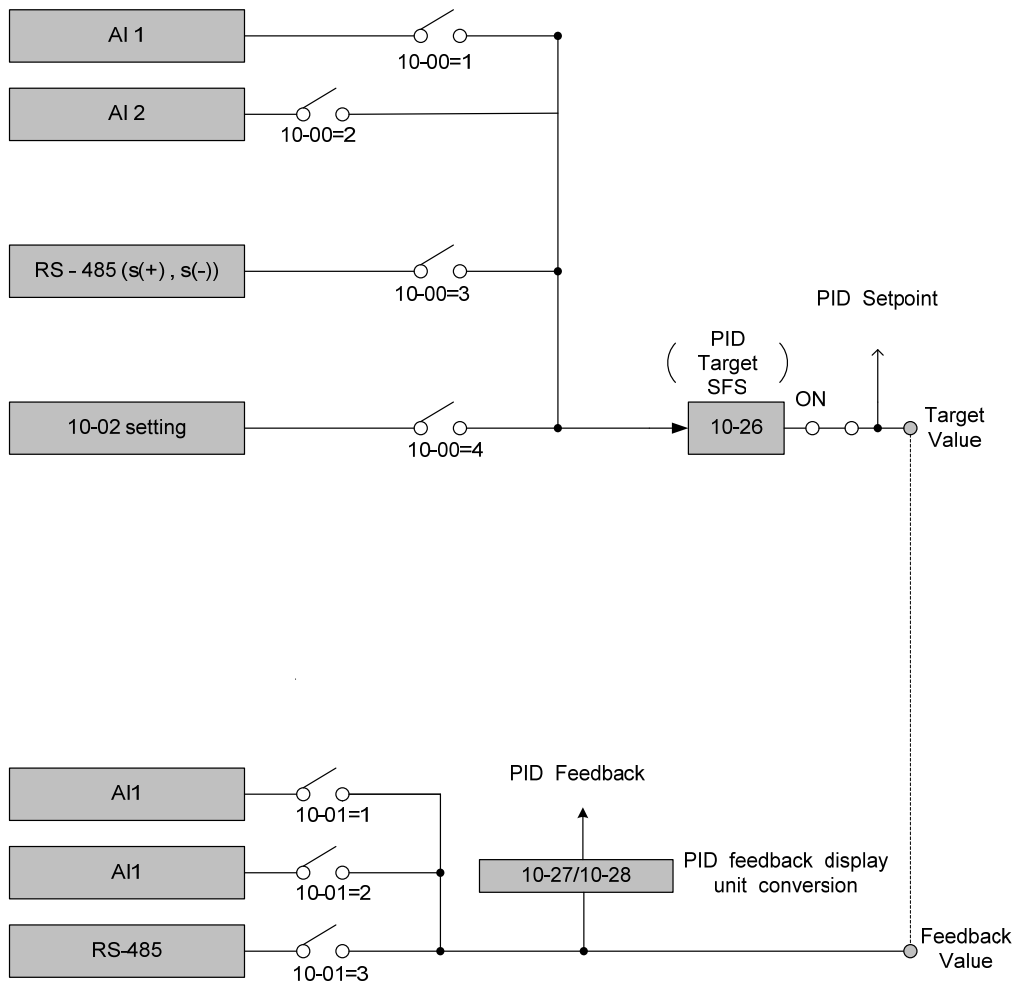 AI 1
10-00=1
AI 2
10-00=2
RS - 485 (s(+) , s(-))
10-00=3
PID Setpoint
( PID
Target
SFS )
10-02 setting
10-00=4
10-26
ON
Target
Value
AI1
10-01=1
PID Feedback
AI1
10-01=2
10-27/10-28
PID feedback display
unit conversion
RS-485
10-01=3
Feedback
Value